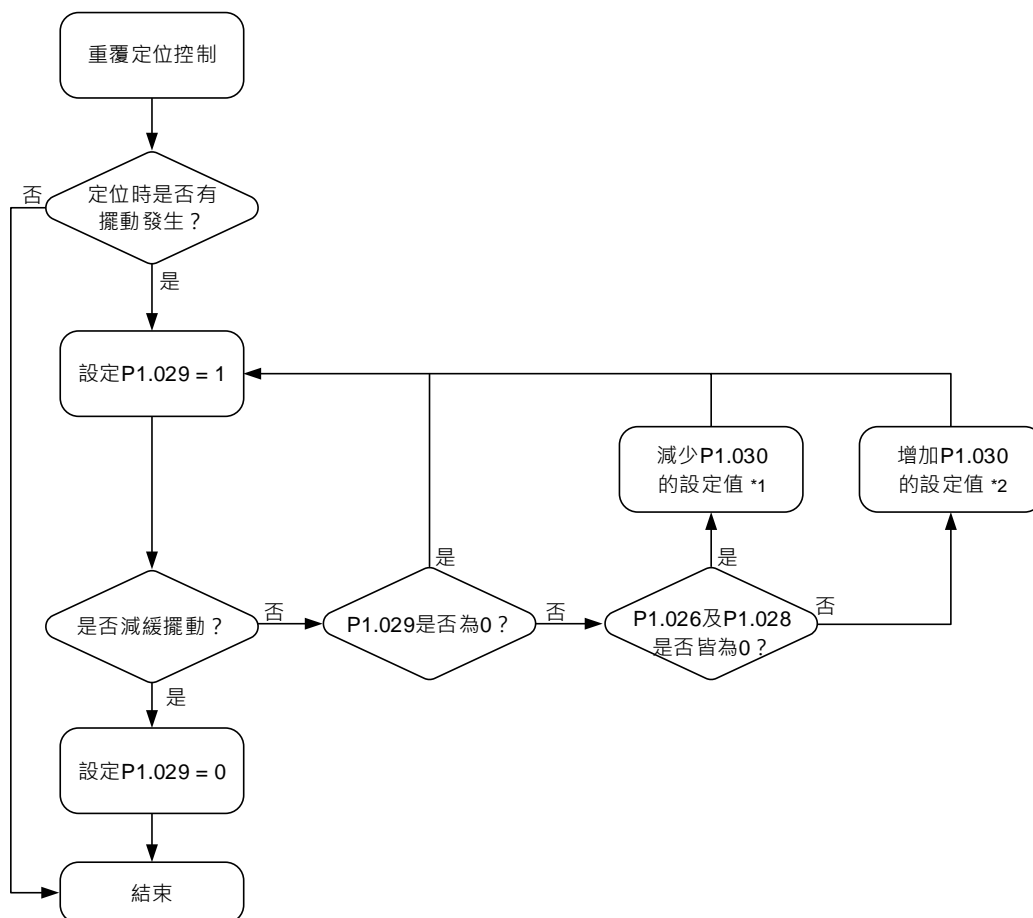 重覆定位控制
否
定位時是否有
擺動發生？
是
設定P1.029 = 1
減少P1.030
的設定值 *1
增加P1.030
的設定值 *2
是否減緩擺動？
否
是
P1.029是否為0？
否
是
P1.026及P1.028
是否皆為0？
否
是
設定P1.029 = 0
結束